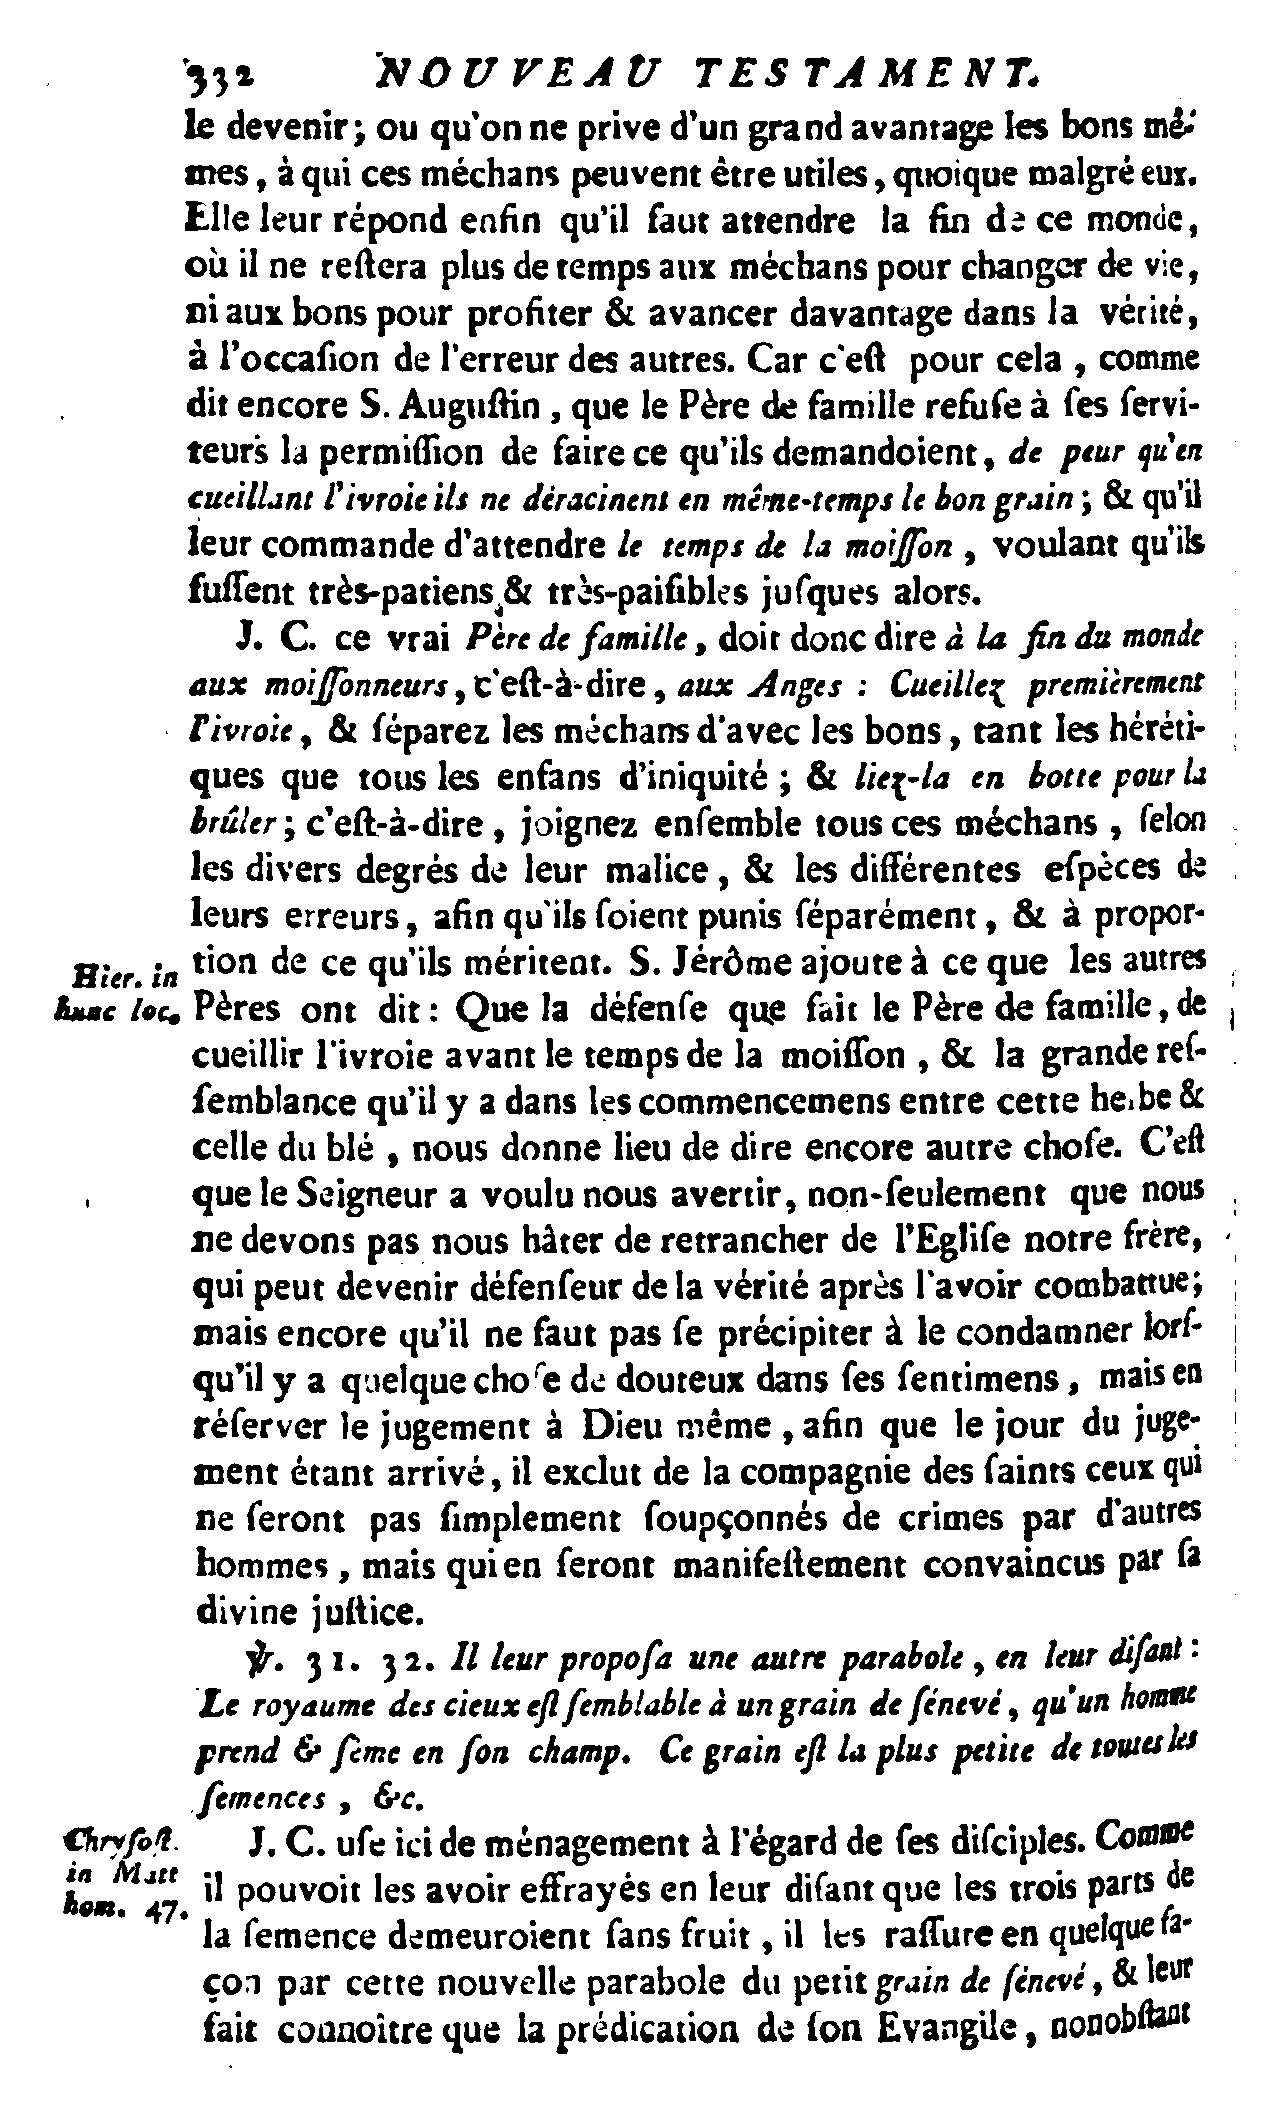 332 NOUVEAU TESTAMENT.
le devenir; ou qu'on ne prive d'un grand avantage les bons mê-
mes, à qui ces méchans peuvent être utiles, quoique malgré eux.
Elle leur répond enfin qu'il faut attendre la fin de ce monde,
où il ne reſtera plus de temps aux méchans pour changer de vie,
ni aux bons pour profiter & avancer davantage dans la vérité,
à l'occaſion de l'erreur des autres. Car c'eſt pour cela, comme
dit encore S. Auguſtin, que le Père de famille refuſe à ſes ſervi-
teurs la permiſſion de faire ce qu'ils demandoient, de peur qu'en
cueillant l'ivroie ils ne déracinent en même-temps le bon grain; & qu'il
leur commande d'attendre le temps de la moiſſon, voulant qu'ils
fuſſent très-patiens & très-paiſibles juſques alors.
J. C. ce vrai Père de famille, doit donc dire à la fin du monde
aux moiſſonneurs, c'eſt-à-dire, aux Anges : Cueillez premièrement
l'ivroie, & ſéparez les méchans d'avec les bons, tant les héréti-
ques que tous les enfans d'iniquité; & liez-la en botte pour la
brûler; c'eſt-à-dire, joignez enſemble tous ces méchans, ſelon
les divers degrés de leur malice, & les différentes eſpèces de
leurs erreurs, afin qu'ils ſoient punis ſéparément, & à propor-
Hier. in tion de ce qu'ils méritent. S. Jérôme ajoute à ce que les autres
hunc loc. Pères ont dit : Que la défenſe que fait le Père de famille, de
cueillir l'ivroie avant le temps de la moiſſon, & la grande reſ-
ſemblance qu'il y a dans les commencemens entre cette herbe &
celle du blé, nous donne lieu de dire encore autre choſe. C'eſt
que le Seigneur a voulu nous avertir, non-ſeulement que nous
ne devons pas nous hâter de retrancher de l'Egliſe notre frère,
qui peut devenir défenſeur de la vérité après l'avoir combattue;
mais encore qu'il ne faut pas ſe précipiter à le condamner lorſ-
qu'il y a quelque choſe de douteux dans ſes ſentimens, mais en
réſerver le jugement à Dieu même, afin que le jour du juge-
ment étant arrivé, il exclut de la compagnie des ſaints ceux qui
ne ſeront pas ſimplement ſoupçonnés de crimes par d'autres
hommes, mais qui en ſeront manifeſtement convaincus par ſa
divine juſtice.
℣. 31. 32. Il leur propoſa une autre parabole, en leur diſant :
Le royaume des cieux eſt ſemblable à un grain de ſénevé, qu'un homme
prend & ſème en ſon champ. Ce grain eſt la plus petite de toutes les
ſemences, &c.
Chryſoſt. J. C. uſe ici de ménagement à l'égard de ſes diſciples. Comme
in Matt
hom. 47. il pouvoit les avoir effrayés en leur diſant que les trois parts de
la ſemence demeuroient ſans fruit, il les raſſure en quelque fa-
çon par cette nouvelle parabole du petit grain de ſénevé, & leur
fait connoître que la prédication de ſon Evangile, nonobſtant